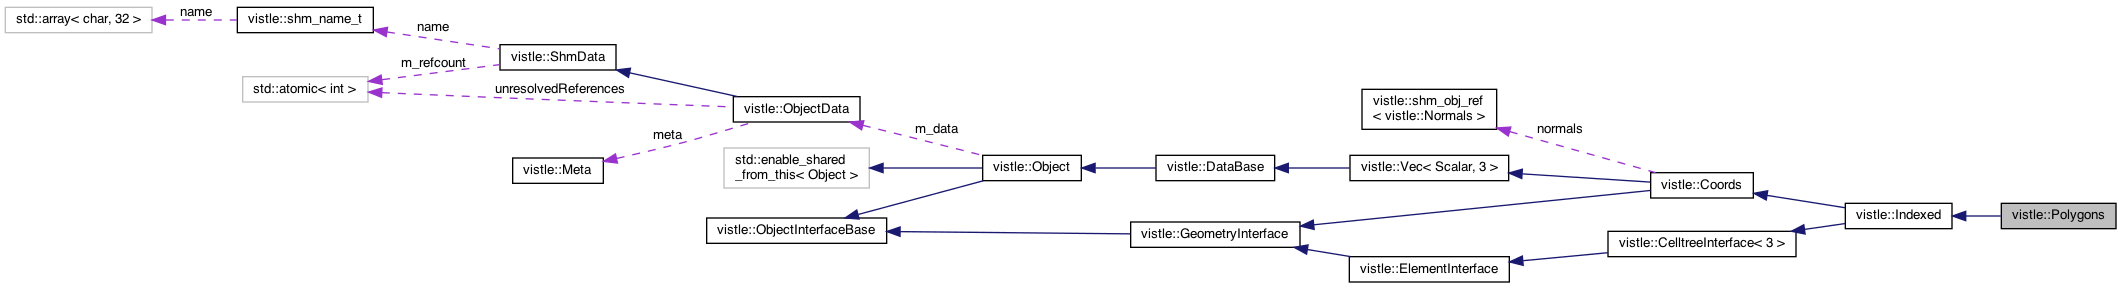 std::array< char, 32 >
name
vistle::shm_name_t
name
vistle::ShmData
m_refcount
std::atomic< int >
unresolvedReferences
vistle::ObjectData
meta
m_data
vistle::shm_obj_ref
< vistle::Normals >
normals
vistle::Meta
std::enable_shared
_from_this< Object >
vistle::Object
vistle::DataBase
vistle::Vec< Scalar, 3 >
vistle::Coords
vistle::Indexed
vistle::Polygons
vistle::ObjectInterfaceBase
vistle::GeometryInterface
vistle::CelltreeInterface< 3 >
vistle::ElementInterface